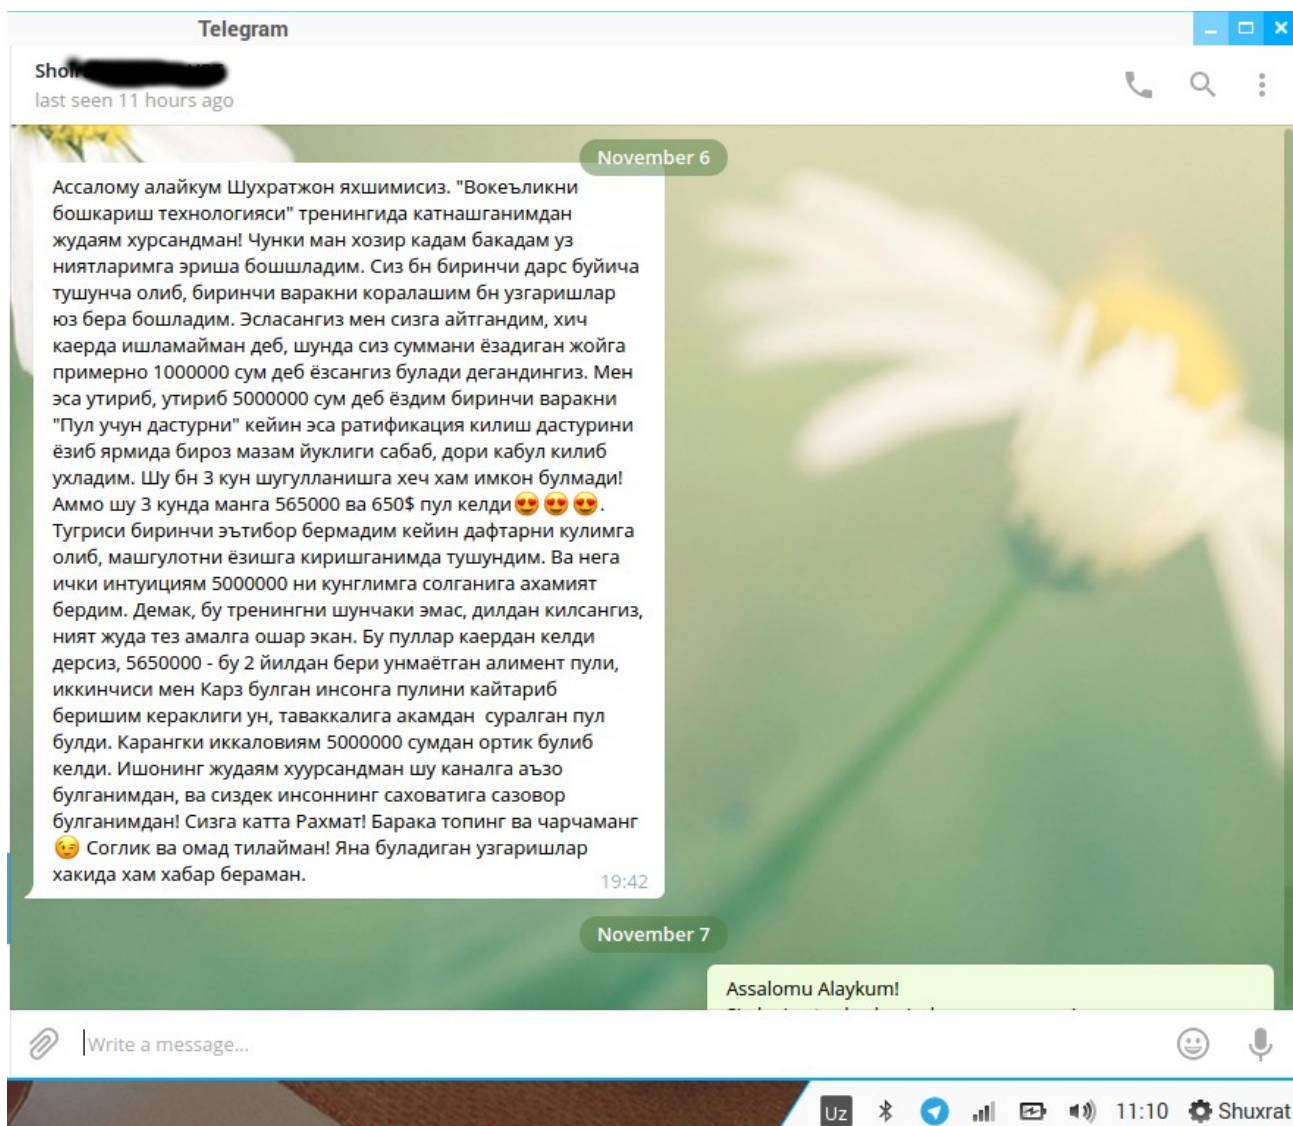 Telegram
last seen 11 hours ago
November 6
Ассалому алайкум Шухратжон яхшимисиз. "Вокеъликни
бошкариш технологияси" тренингида катнашганимдан
жудаям хурсандман! Чунки ман хозир кадам бакадам уз
ниятларимга эриша бошшладим. Сиз бн биринчи дарс буйича
тушунча олиб, биринчи варакни коралашим бн узгаришлар
юз бера бошладим. Эсласангиз мен сизга айтгандим, хич
каерда ишламайман деб, шунда сиз суммани ёзадиган жойга
примерно 1000000 сум деб ёзсангиз булади дегандингиз. Мен
эса утириб, утириб 5000000 сум деб ёздим биринчи варакни
"Пул учун дастурни" кейин эса ратификация килиш дастурини
ёзиб ярмида бироз мазам йуклиги сабаб, дори кабул килиб
ухладим. Шу бн 3 кун шугулланишга хеч хам имкон булмади!
Аммо шу 3 кунда манга 565000 ва 650$ пул келди😍😍😍.
Тугриси биринчи эътибор бермадим кейин дафтарни кулимга
олиб, машгулотни ёзишга киришганимда тушундим. Ва нега
ички интуициям 5000000 ни кунглимга солганига ахамият
бердим. Демак, бу тренингни шунчаки эмас, дилдан килсангиз,
ният жуда тез амалга ошар экан. Бу пуллар каердан келди
дерсиз, 5650000 - бу 2 йилдан бери унмаётган алимент пули,
иккинчиси мен Карз булган инсонга пулини кайтариб
беришим кераклиги ун, таваккалига акамдан суралган пул
булди. Карангки иккаловиям 5000000 сумдан ортик булиб
келди. Ишонинг жудаям хуурсандман шу каналга аъзо
булганимдан, ва сиздек инсоннинг саховатига сазовор
булганимдан! Сизга катта Рахмат! Барака топинг ва чарчаманг
😉 Соглик ва омад тилайман! Яна буладиган узгаришлар
хакида хам хабар бераман.
19:42
November 7
Assalomu Alaykum!
Write a message...
Uz 11:10 Shuxrat